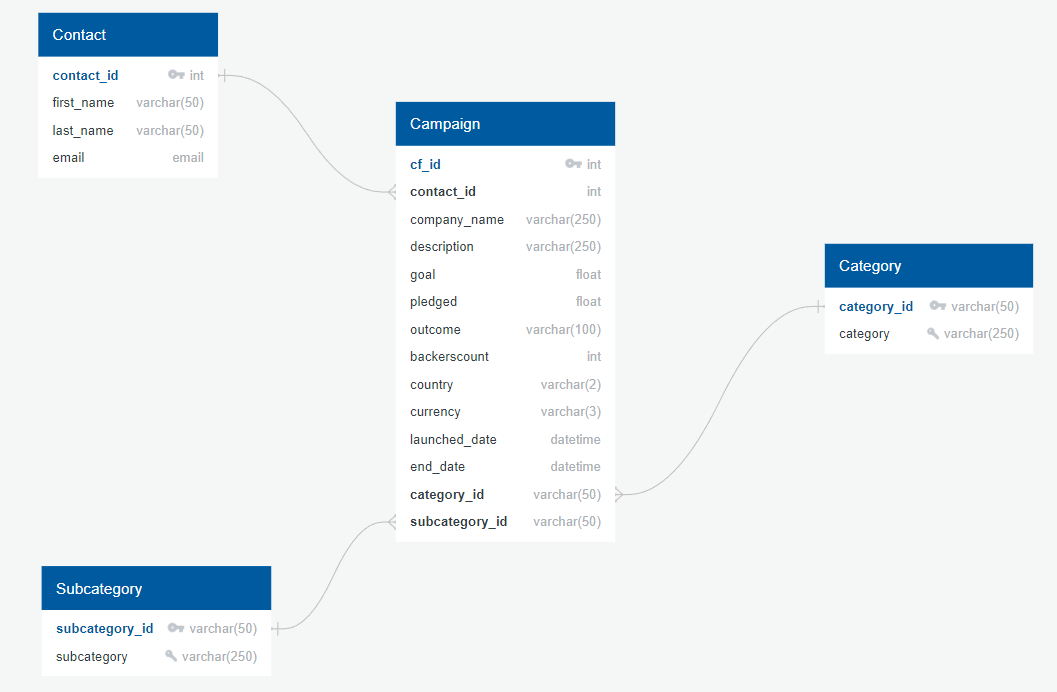 Contact
contact_id int
first_name varchar(50)
last_name varchar(50)
email email
Campaign
cf_id int
contact_id int
company_name varchar(250)
description varchar(250)
goal float
pledged float
outcome varchar(100)
backerscount int
country varchar(2)
currency varchar(3)
launched_date datetime
end_date datetime
category_id varchar(50)
subcategory_id varchar(50)
Category
category_id varchar(50)
category varchar(250)
Subcategory
subcategory_id varchar(50)
subcategory varchar(250)